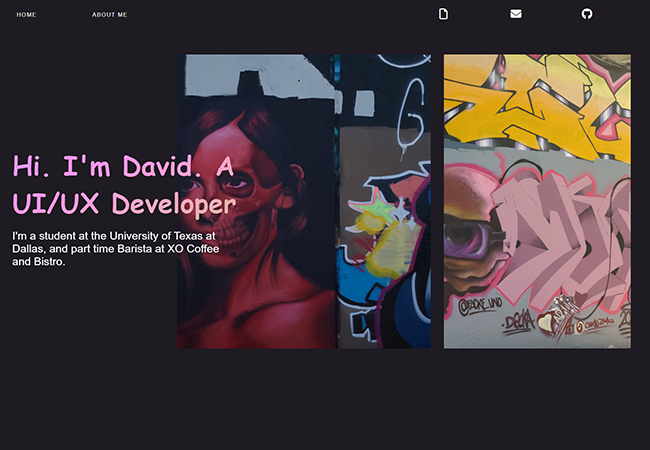 HOME
ABOUT ME
Hi. I'm David. A
UI/UX Developer
I'm a student at the University of Texas at
Dallas, and part time Barista at XO Coffee
and Bistro.